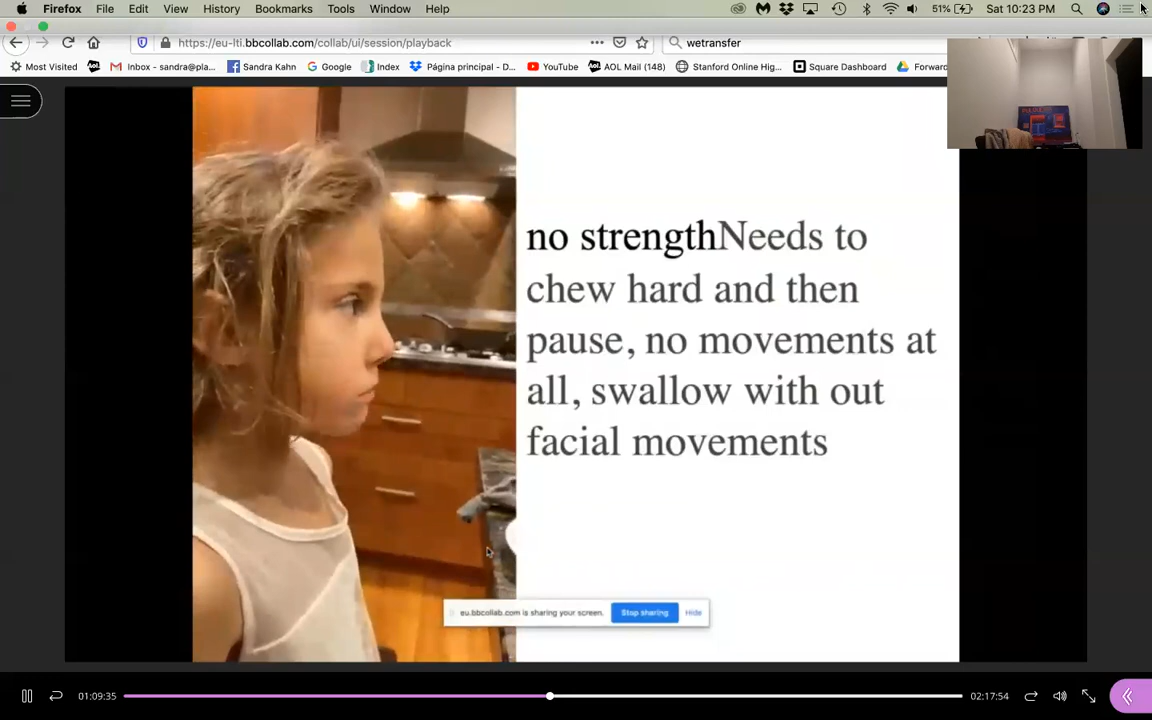 Firefox File Edit View History Bookmarks Tools Window Help 51% Sat 10:23 PM
https://eu-lti.bbcollab.com/collab/ui/session/playback wetransfer
Most Visited Inbox - sandra@pla... Sandra Kahn Google Index Página principal - D... YouTube AOL Mail (148) Stanford Online Hig... Square Dashboard Forward
no strengthNeeds to
chew hard and then
pause, no movements at
all, swallow with out
facial movements
eu.bbcollab.com is sharing your screen. Stop sharing Hide
01:09:35 02:17:54